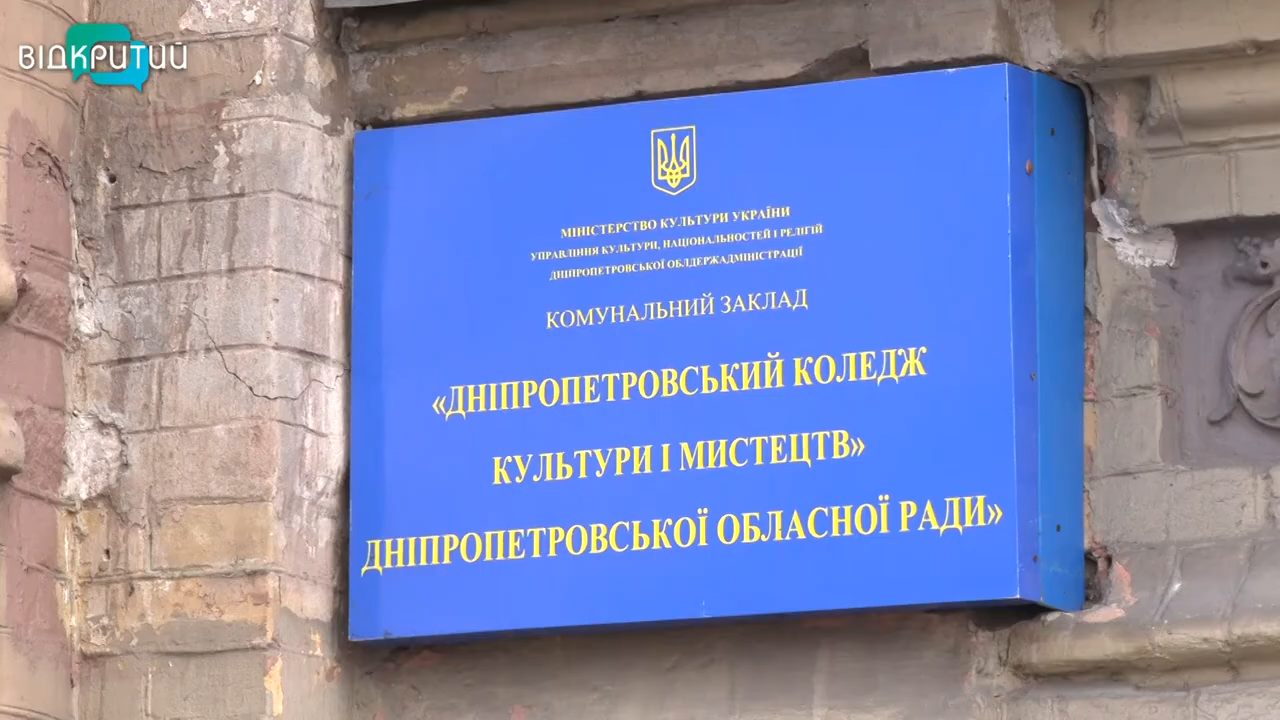 ВІДКРИТИЙ
МІНІСТЕРСТВО КУЛЬТУРИ УКРАЇНИ
УПРАВЛІННЯ КУЛЬТУРИ, НАЦІОНАЛЬНОСТЕЙ І РЕЛІГІЙ
ДНІПРОПЕТРОВСЬКОЇ ОБЛДЕРЖАДМІНІСТРАЦІЇ
КОМУНАЛЬНИЙ ЗАКЛАД
«ДНІПРОПЕТРОВСЬКИЙ КОЛЕДЖ
КУЛЬТУРИ І МИСТЕЦТВ»
ДНІПРОПЕТРОВСЬКОЇ ОБЛАСНОЇ РАДИ»